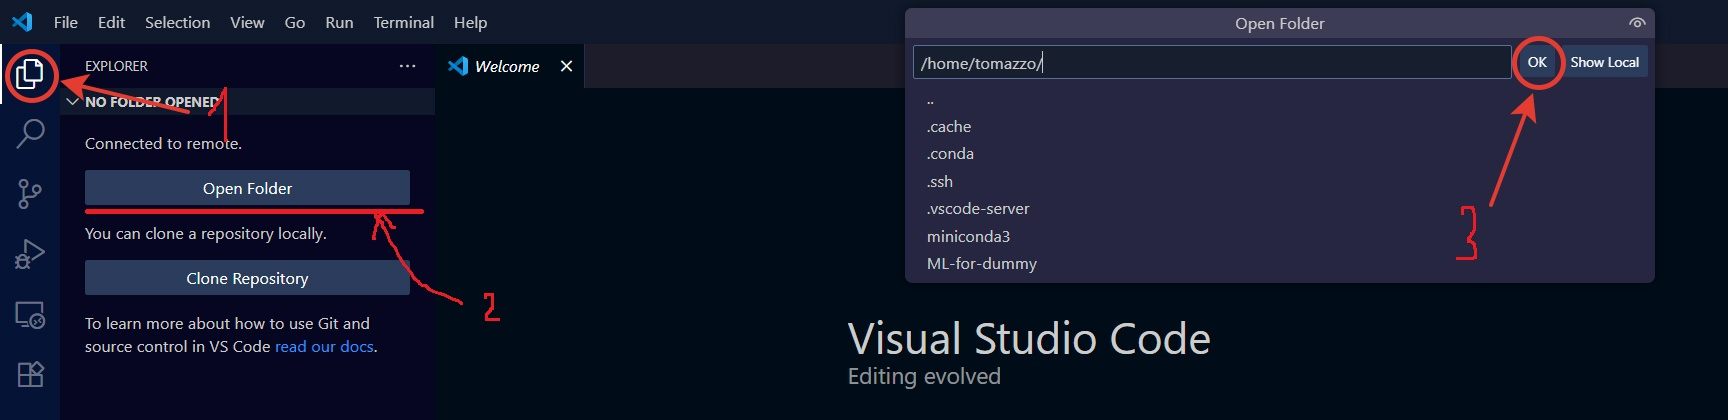 File Edit Selection View Go Run Terminal Help
EXPLORER
NO FOLDER OPENED
1
Connected to remote.
Open Folder
You can clone a repository locally.
Clone Repository
2
To learn more about how to use Git and
source control in VS Code read our docs.
Welcome
Open Folder
/home/tomazzo/
OK
Show Local
..
.cache
.conda
.ssh
.vscode-server
miniconda3
ML-for-dummy
3
Visual Studio Code
Editing evolved